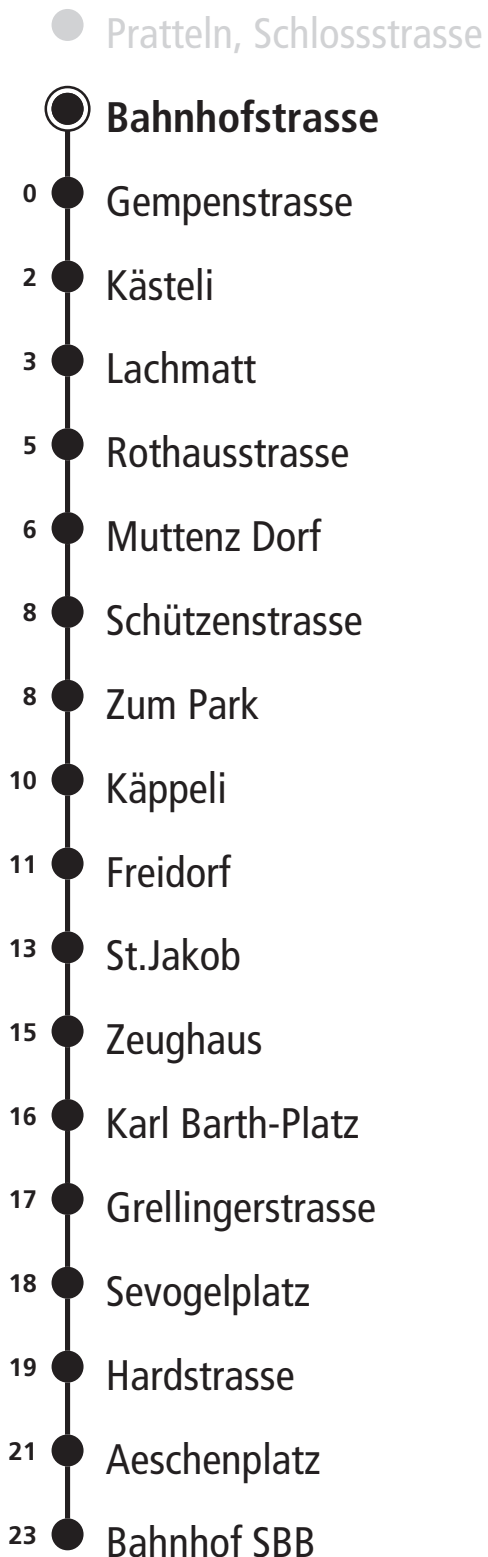 Pratteln, Schlossstrasse
Bahnhofstrasse
0 Gempenstrasse
2 Kästeli
3 Lachmatt
5 Rothausstrasse
6 Muttenz Dorf
8 Schützenstrasse
8 Zum Park
10 Käppeli
11 Freidorf
13 St.Jakob
15 Zeughaus
16 Karl Barth-Platz
17 Grellingerstrasse
18 Sevogelplatz
19 Hardstrasse
21 Aeschenplatz
23 Bahnhof SBB